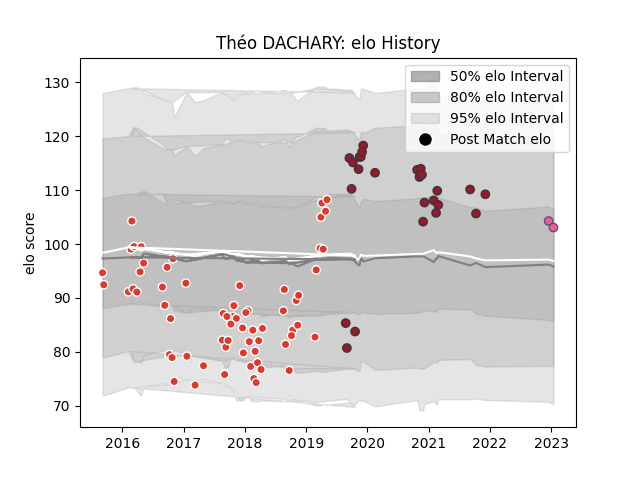 Théo DACHARY: elo History
130
120
110
100
90
80
70
elo score
50% elo Interval
80% elo Interval
95% elo Interval
Post Match elo
2016 2017 2018 2019 2020 2021 2022 2023